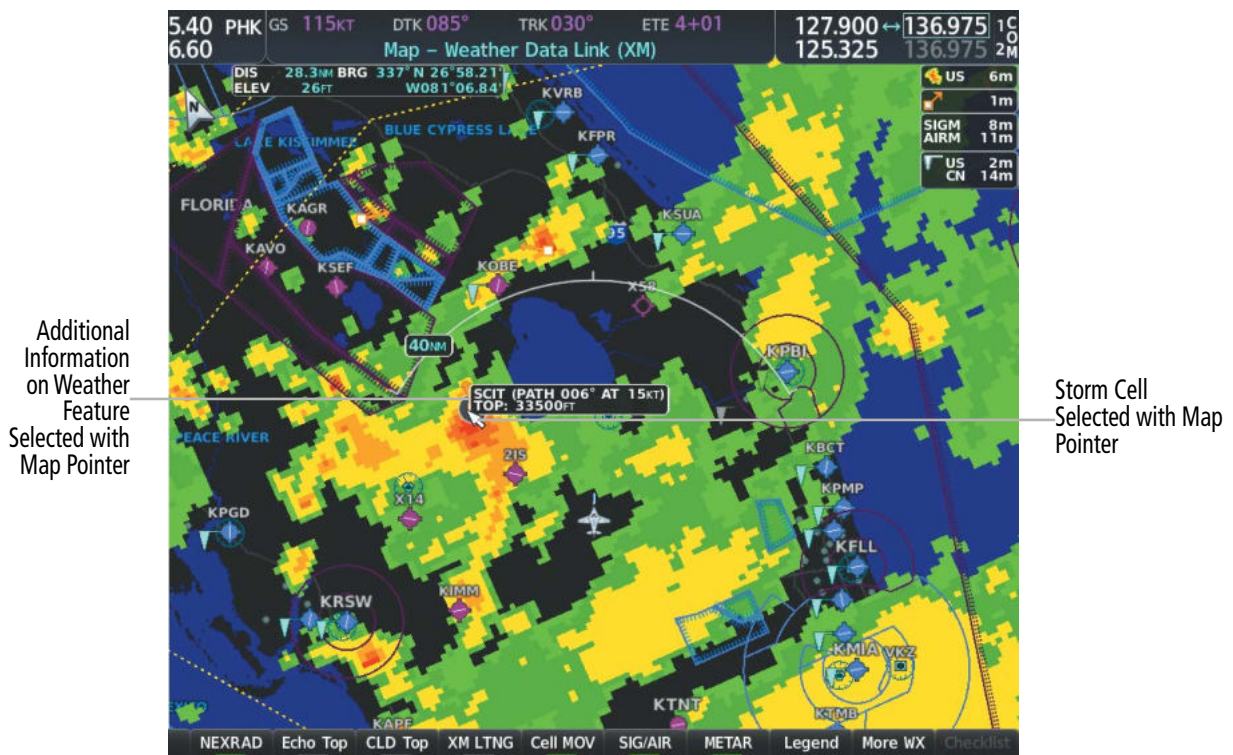 5.40 PHK GS 115KT DTK 085° TRK 030° ETE 4+01 127.900 ↔ 136.975 1 COM
6.60 Map – Weather Data Link (XM) 125.325 136.975 2
DIS 28.3NM BRG 337° N 26°58.21'
ELEV 26FT W081°06.84'
US 6m
1m
SIGM 8m
AIRM 11m
US 2m
CN 14m
N
KVRB
BLUE CYPRESS
KFPR
LAKE KISSIMMEE
FLORIDA
KAGR
KSUA
95
KAVO
KSEF
KOBE
X58
40NM
KPBI
SCIT (PATH 006° AT 15KT)
TOP: 33500FT
Additional
Information
on Weather
Feature
Selected with
Map Pointer
Storm Cell
Selected with Map
Pointer
PEACE RIVER
2IS
KBCT
X14
KPMP
KPGD
KFLL
KIMM
KRSW
KMIA VKZ
KTNT
KTMB
KAPF
NEXRAD Echo Top CLD Top XM LTNG Cell MOV SIG/AIR METAR Legend More WX Checklist